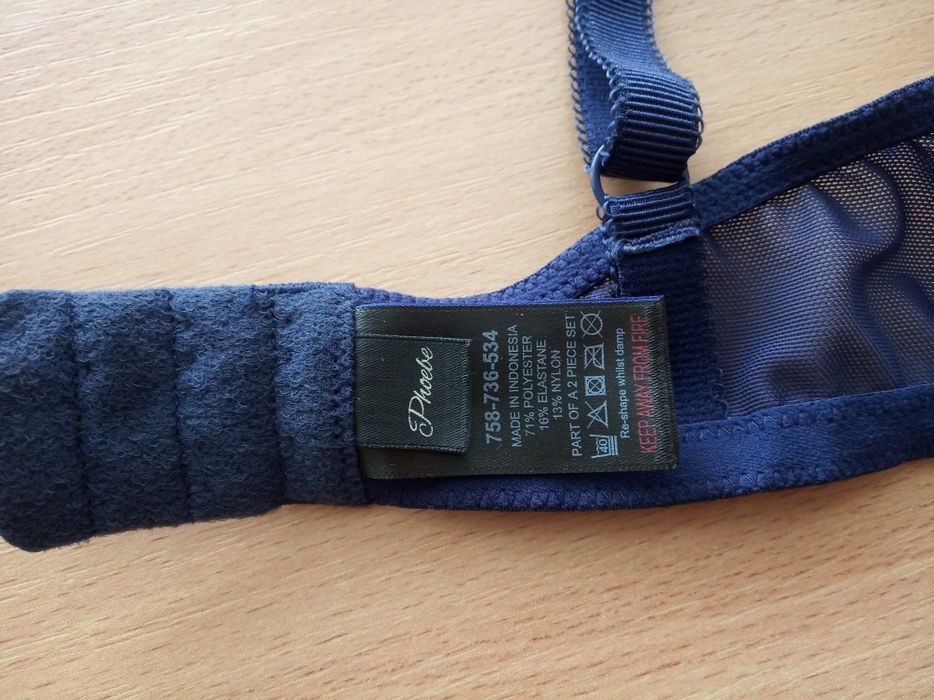 Phoebe
758-736-534
MADE IN INDONESIA
71% POLYESTER
16% ELASTANE
13% NYLON
PART OF A 2 PIECE SET
40
Re-shape whilst damp
KEEP AWAY FROM FIRE